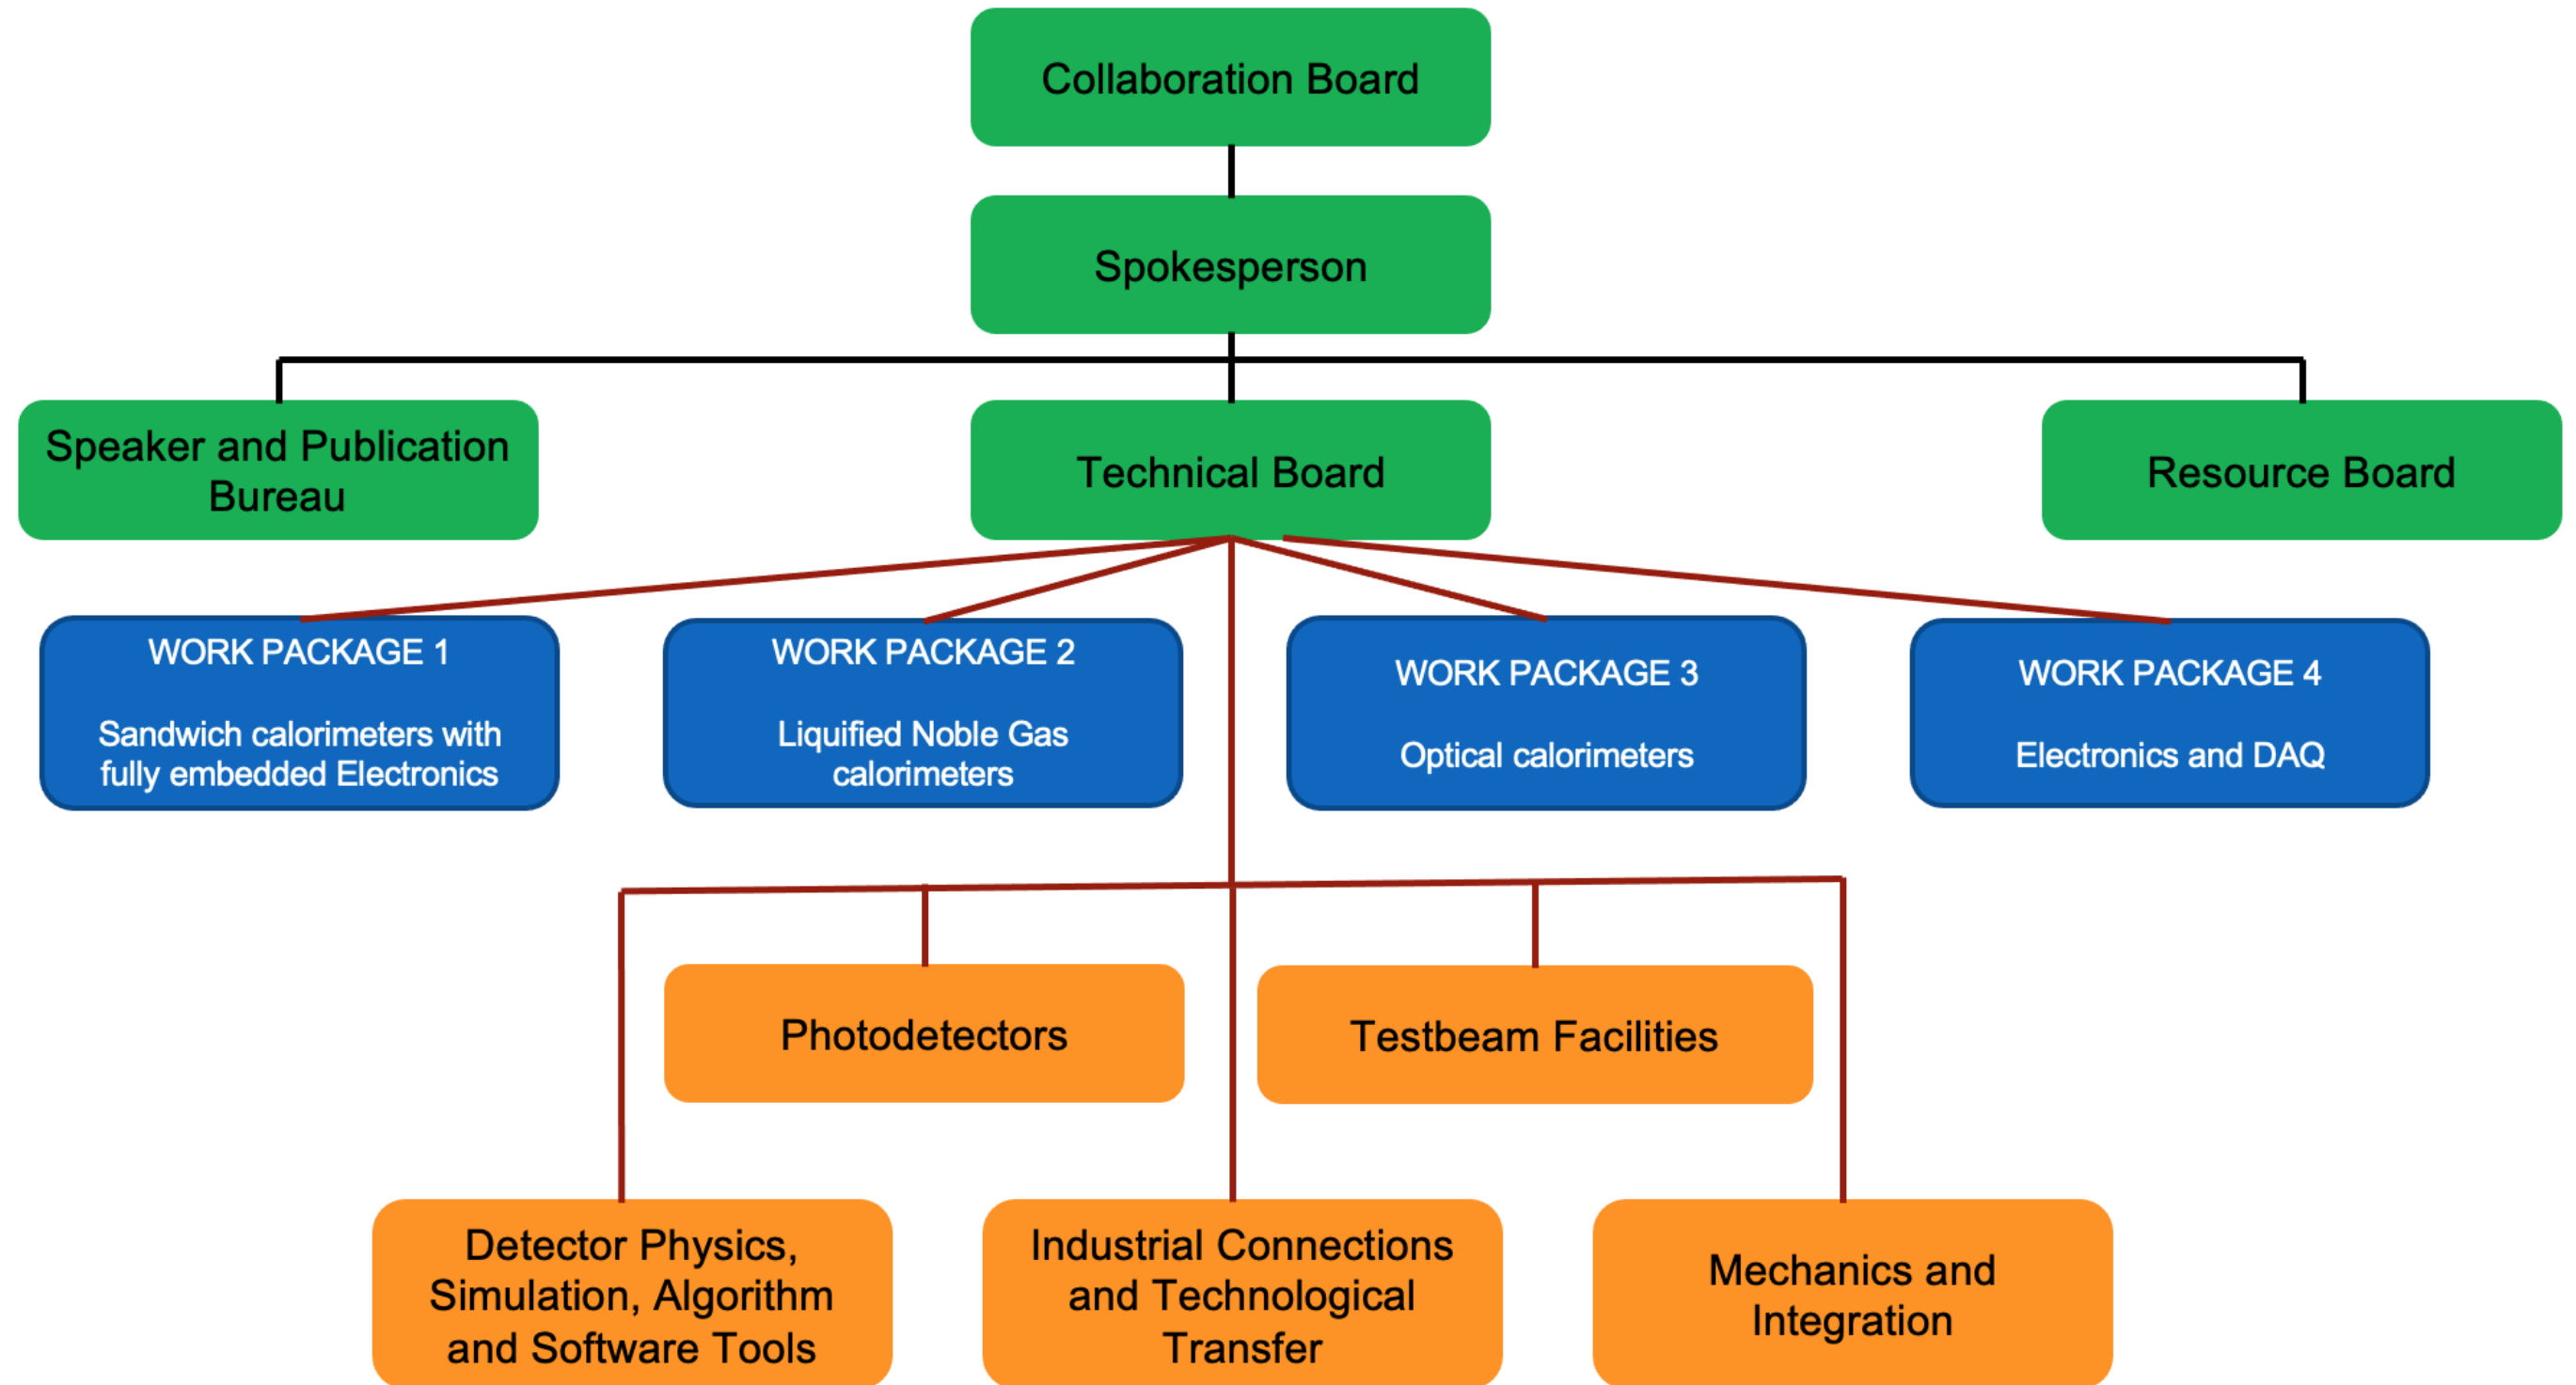 Collaboration Board
Spokesperson
Speaker and Publication
Bureau
Technical Board
Resource Board
WORK PACKAGE 1
Sandwich calorimeters with
fully embedded Electronics
WORK PACKAGE 2
Liquified Noble Gas
calorimeters
WORK PACKAGE 3
Optical calorimeters
WORK PACKAGE 4
Electronics and DAQ
Photodetectors
Testbeam Facilities
Detector Physics,
Simulation, Algorithm
and Software Tools
Industrial Connections
and Technological
Transfer
Mechanics and
Integration